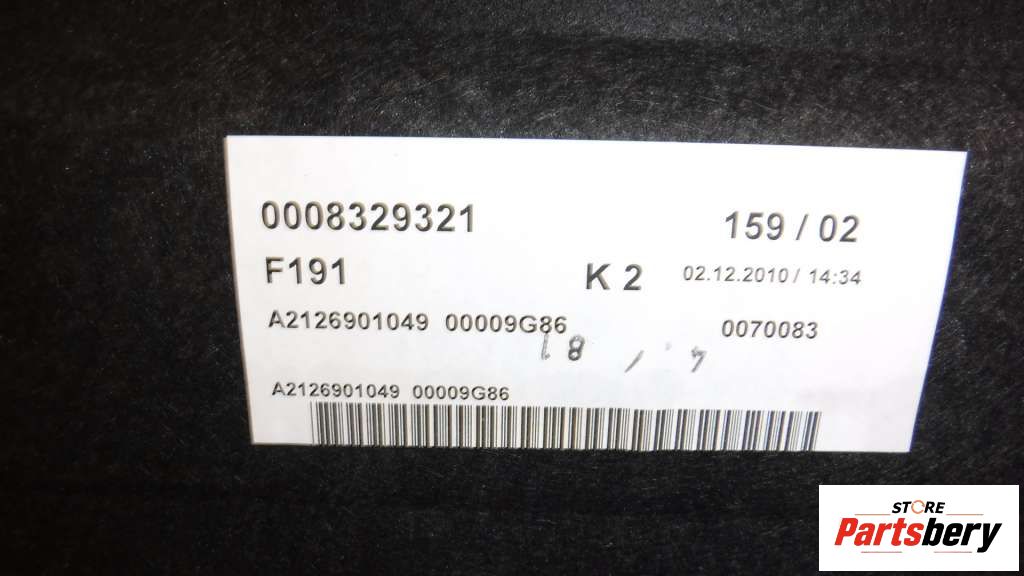 0008329321 159 / 02
F191 K 2 02.12.2010 / 14:34
A2126901049 00009G86 0070083
A2126901049 00009G86
STORE
Partsbery